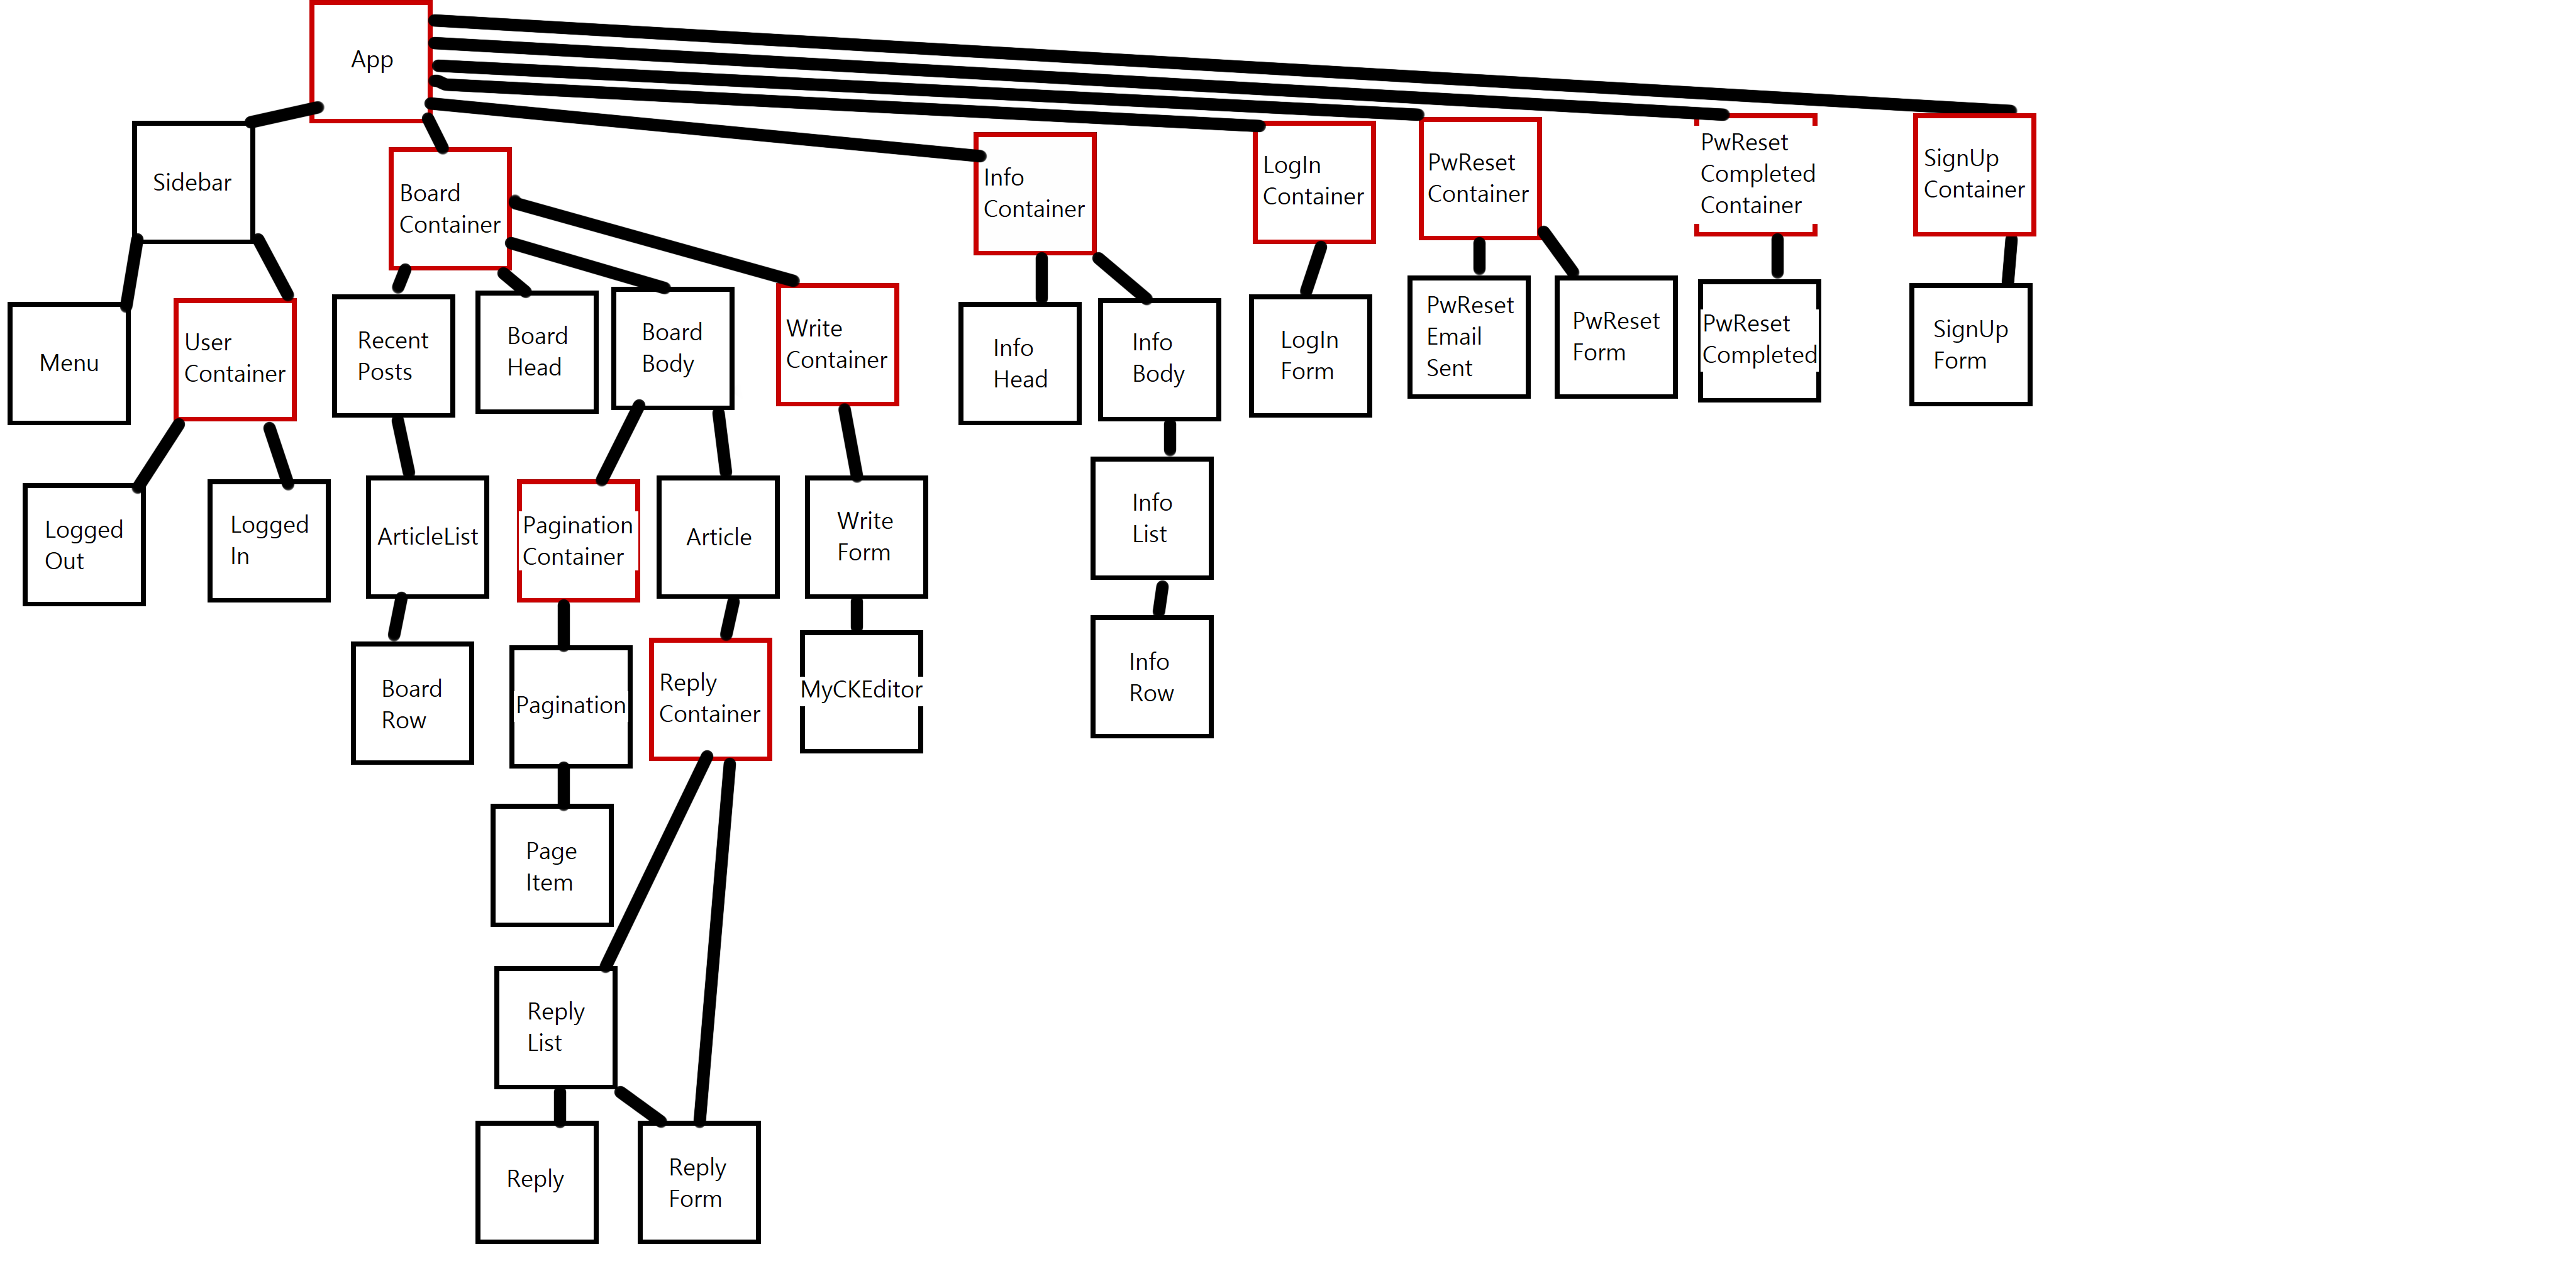 App
Sidebar
Board
Container
Info
Container
LogIn
Container
PwReset
Container
PwReset
Completed
Container
SignUp
Container
Menu
User
Container
Recent
Posts
Board
Head
Board
Body
Write
Container
Info
Head
Info
Body
LogIn
Form
PwReset
Email
Sent
PwReset
Form
PwReset
Completed
SignUp
Form
Logged
Out
Logged
In
ArticleList
Pagination
Container
Article
Write
Form
Info
List
Board
Row
Pagination
Reply
Container
MyCKEditor
Info
Row
Page
Item
Reply
List
Reply
Reply
Form